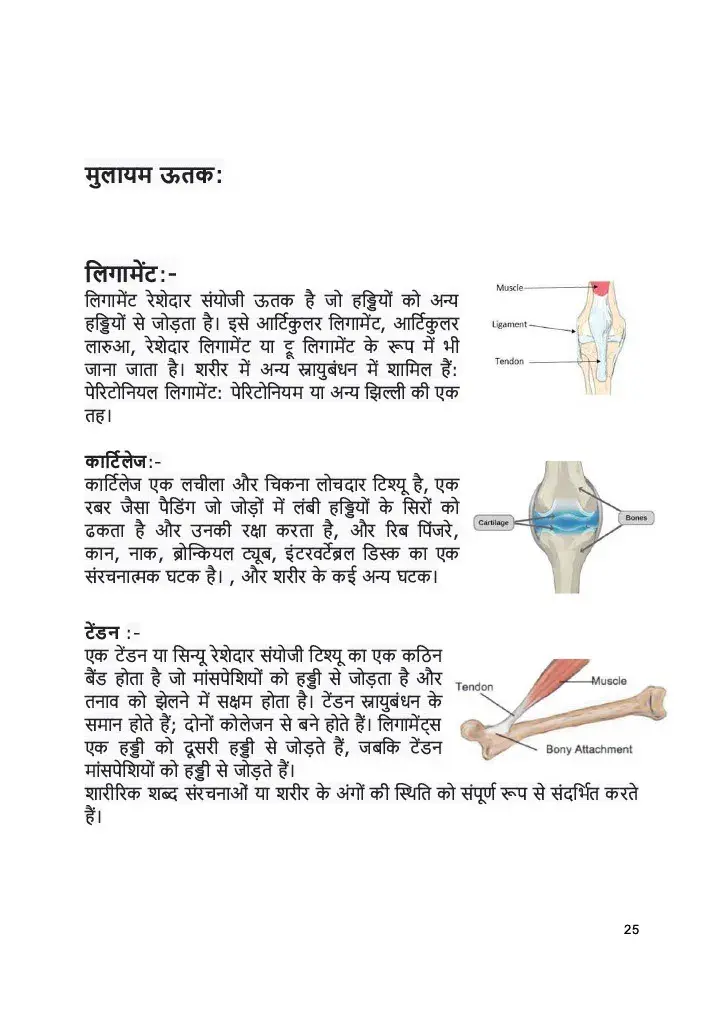 मुलायम ऊतक:
लिगामेंट:-
लिगामेंट रेशेदार संयोजी ऊतक है जो हड्डियों को अन्य
हड्डियों से जोड़ता है। इसे आर्टिकुलर लिगामेंट, आर्टिकुलर
लारुआ, रेशेदार लिगामेंट या ट्रू लिगामेंट के रूप में भी
जाना जाता है। शरीर में अन्य स्नायुबंधन में शामिल हैं:
पेरिटोनियल लिगामेंट: पेरिटोनियम या अन्य झिल्ली की एक
तह।
Muscle
Ligament
Tendon
कार्टिलेज:-
कार्टिलेज एक लचीला और चिकना लोचदार टिश्यू है, एक
रबर जैसा पैडिंग जो जोड़ों में लंबी हड्डियों के सिरों को
ढकता है और उनकी रक्षा करता है, और रिब पिंजरे,
कान, नाक, ब्रोन्कियल ट्यूब, इंटरवर्टेब्रल डिस्क का एक
संरचनात्मक घटक है। , और शरीर के कई अन्य घटक।
Cartilage
Bones
टेंडन :-
एक टेंडन या सिन्यू रेशेदार संयोजी टिश्यू का एक कठिन
बैंड होता है जो मांसपेशियों को हड्डी से जोड़ता है और
तनाव को झेलने में सक्षम होता है। टेंडन स्नायुबंधन के
समान होते हैं; दोनों कोलेजन से बने होते हैं। लिगामेंट्स
एक हड्डी को दूसरी हड्डी से जोड़ते हैं, जबकि टेंडन
मांसपेशियों को हड्डी से जोड़ते हैं।
Tendon
Muscle
Bony Attachment
शारीरिक शब्द संरचनाओं या शरीर के अंगों की स्थिति को संपूर्ण रूप से संदर्भित करते
हैं।
25